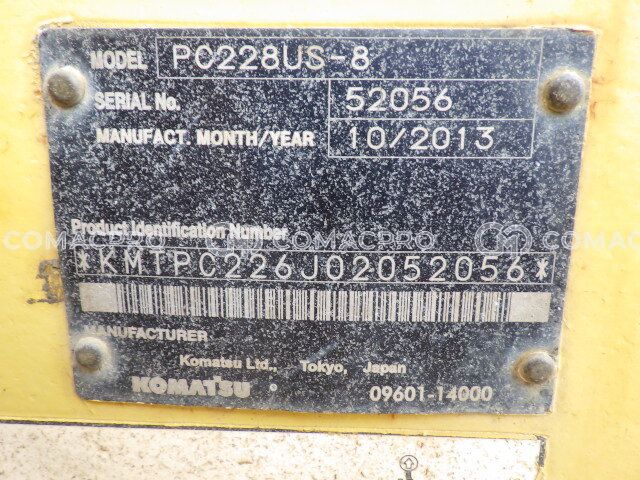 MODEL PC228US-8
SERIAL No. 52056
MANUFACT. MONTH/YEAR 10/2013
Product Identification Number
COMACPRO COMACPRO COMACPRO
*KMTPC226J02052056*
MANUFACTURER
Komatsu Ltd., Tokyo, Japan
KOMATSU 09601-14000